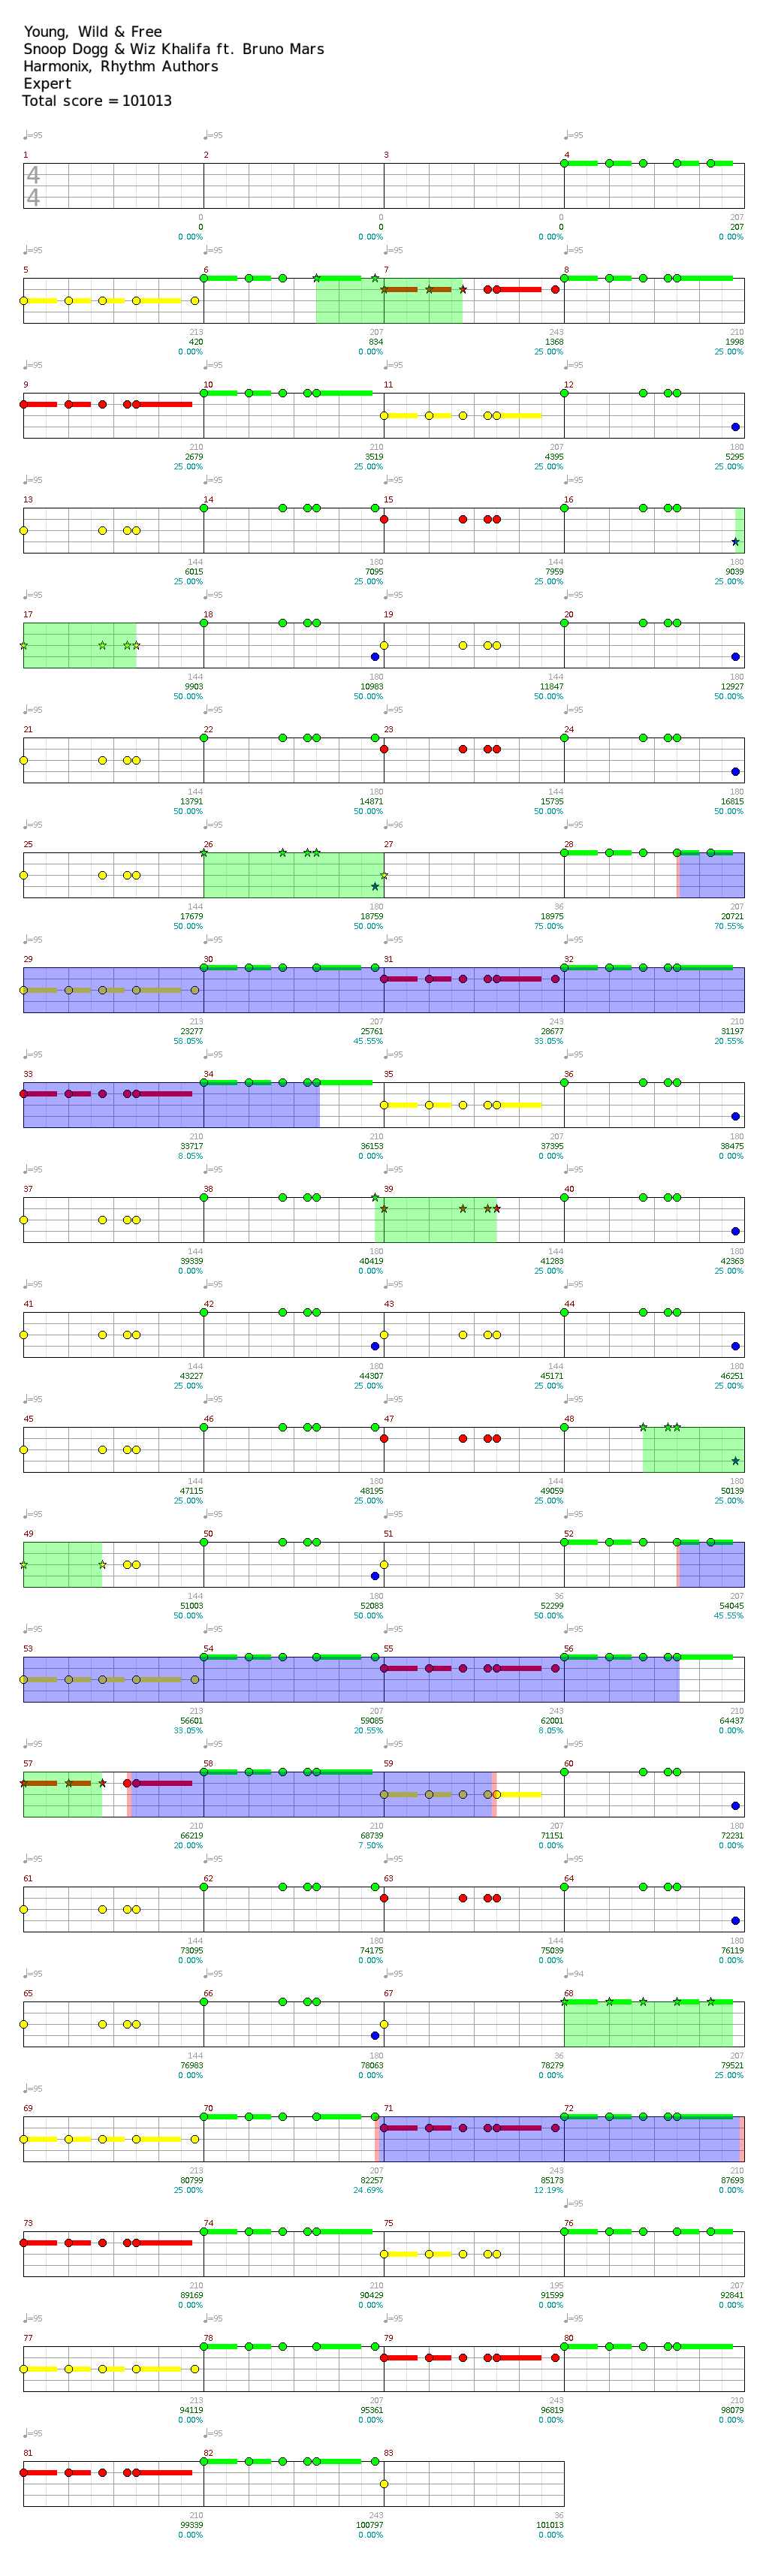 Young, Wild & Free
Snoop Dogg & Wiz Khalifa ft. Bruno Mars
Harmonix, Rhythm Authors
Expert
Total score = 101013
♩=95 ♩=95 ♩=95
1 2 3 4
4
4
0 0 0 207
0 0 0 207
0.00% 0.00% 0.00% 0.00%
♩=95 ♩=95 ♩=95
5 6 7 8
213 207 243 210
420 834 1368 1998
0.00% 0.00% 25.00% 25.00%
♩=95 ♩=95 ♩=95 ♩=95
9 10 11 12
210 210 207 180
2679 3519 4395 5295
25.00% 25.00% 25.00% 25.00%
♩=95 ♩=95 ♩=95 ♩=95
13 14 15 16
144 180 144 180
6015 7095 7959 9039
25.00% 25.00% 25.00% 25.00%
♩=95 ♩=95 ♩=95 ♩=95
17 18 19 20
144 180 144 180
9903 10983 11847 12927
50.00% 50.00% 50.00% 50.00%
♩=95 ♩=95 ♩=95 ♩=95
21 22 23 24
144 180 144 180
13791 14871 15735 16815
50.00% 50.00% 50.00% 50.00%
♩=95 ♩=95 ♩=96 ♩=95
25 26 27 28
144 180 36 207
17679 18759 18975 20721
50.00% 50.00% 75.00% 70.55%
♩=95 ♩=95 ♩=95 ♩=95
29 30 31 32
213 207 243 210
23277 25761 28677 31197
58.05% 45.55% 33.05% 20.55%
♩=95 ♩=95 ♩=95 ♩=95
33 34 35 36
210 210 207 180
33717 36153 37395 38475
8.05% 0.00% 0.00% 0.00%
♩=95 ♩=95 ♩=95 ♩=95
37 38 39 40
144 180 144 180
39339 40419 41283 42363
0.00% 0.00% 25.00% 25.00%
♩=95 ♩=95 ♩=95 ♩=95
41 42 43 44
144 180 144 180
43227 44307 45171 46251
25.00% 25.00% 25.00% 25.00%
♩=95 ♩=95 ♩=95 ♩=95
45 46 47 48
144 180 144 180
47115 48195 49059 50139
25.00% 25.00% 25.00% 25.00%
♩=95 ♩=95 ♩=95 ♩=95
49 50 51 52
144 180 36 207
51003 52083 52299 54045
50.00% 50.00% 50.00% 45.55%
♩=95 ♩=95 ♩=95 ♩=95
53 54 55 56
213 207 243 210
56601 59085 62001 64437
33.05% 20.55% 8.05% 0.00%
♩=95 ♩=95 ♩=95 ♩=95
57 58 59 60
210 210 207 180
66219 68739 71151 72231
20.00% 7.50% 0.00% 0.00%
♩=95 ♩=95 ♩=95 ♩=95
61 62 63 64
144 180 144 180
73095 74175 75039 76119
0.00% 0.00% 0.00% 0.00%
♩=95 ♩=95 ♩=95 ♩=94
65 66 67 68
144 180 36 207
76983 78063 78279 79521
0.00% 0.00% 0.00% 25.00%
♩=95
69 70 71 72
213 207 243 210
80799 82257 85173 87693
25.00% 24.69% 12.19% 0.00%
♩=95
73 74 75 76
210 210 195 207
89169 90429 91599 92841
0.00% 0.00% 0.00% 0.00%
♩=95 ♩=95 ♩=95 ♩=95
77 78 79 80
213 207 243 210
94119 95361 96819 98079
0.00% 0.00% 0.00% 0.00%
♩=95 ♩=95
81 82 83
210 243 36
99339 100797 101013
0.00% 0.00% 0.00%